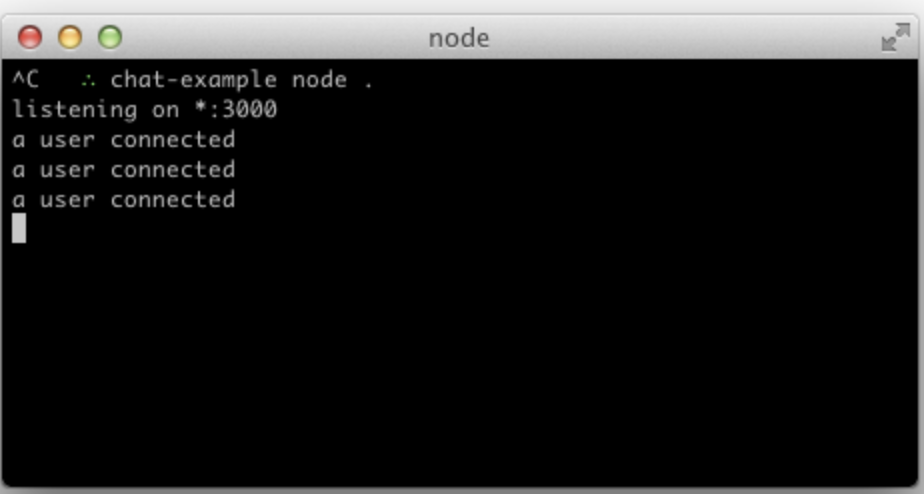 node
^C ∴ chat-example node .
listening on *:3000
a user connected
a user connected
a user connected